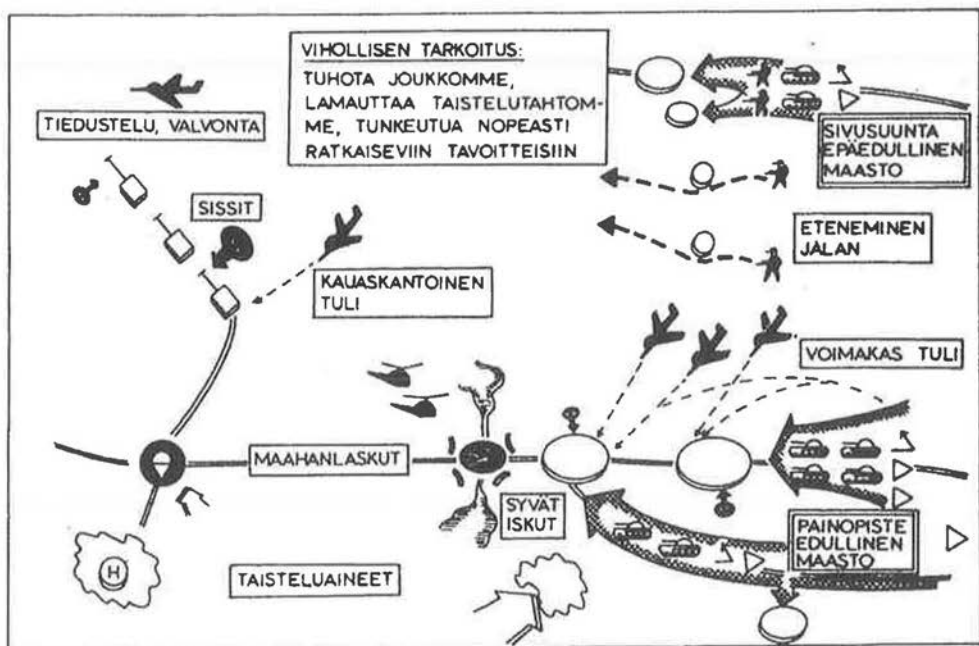 VIHOLLISEN TARKOITUS:
TUHOTA JOUKKOMME,
LAMAUTTAA TAISTELUTAHTOM-
ME, TUNKEUTUA NOPEASTI
RATKAISEVIIN TAVOITTEISIIN
TIEDUSTELU, VALVONTA
SIVUSUUNTA
EPÄEDULLINEN
MAASTO
SISSIT
ETENEMINEN
JALAN
KAUASKANTOINEN
TULI
VOIMAKAS TULI
MAAHANLASKUT
SYVÄT
ISKUT
PAINOPISTE
EDULLINEN
MAASTO
H
TAISTELUAINEET